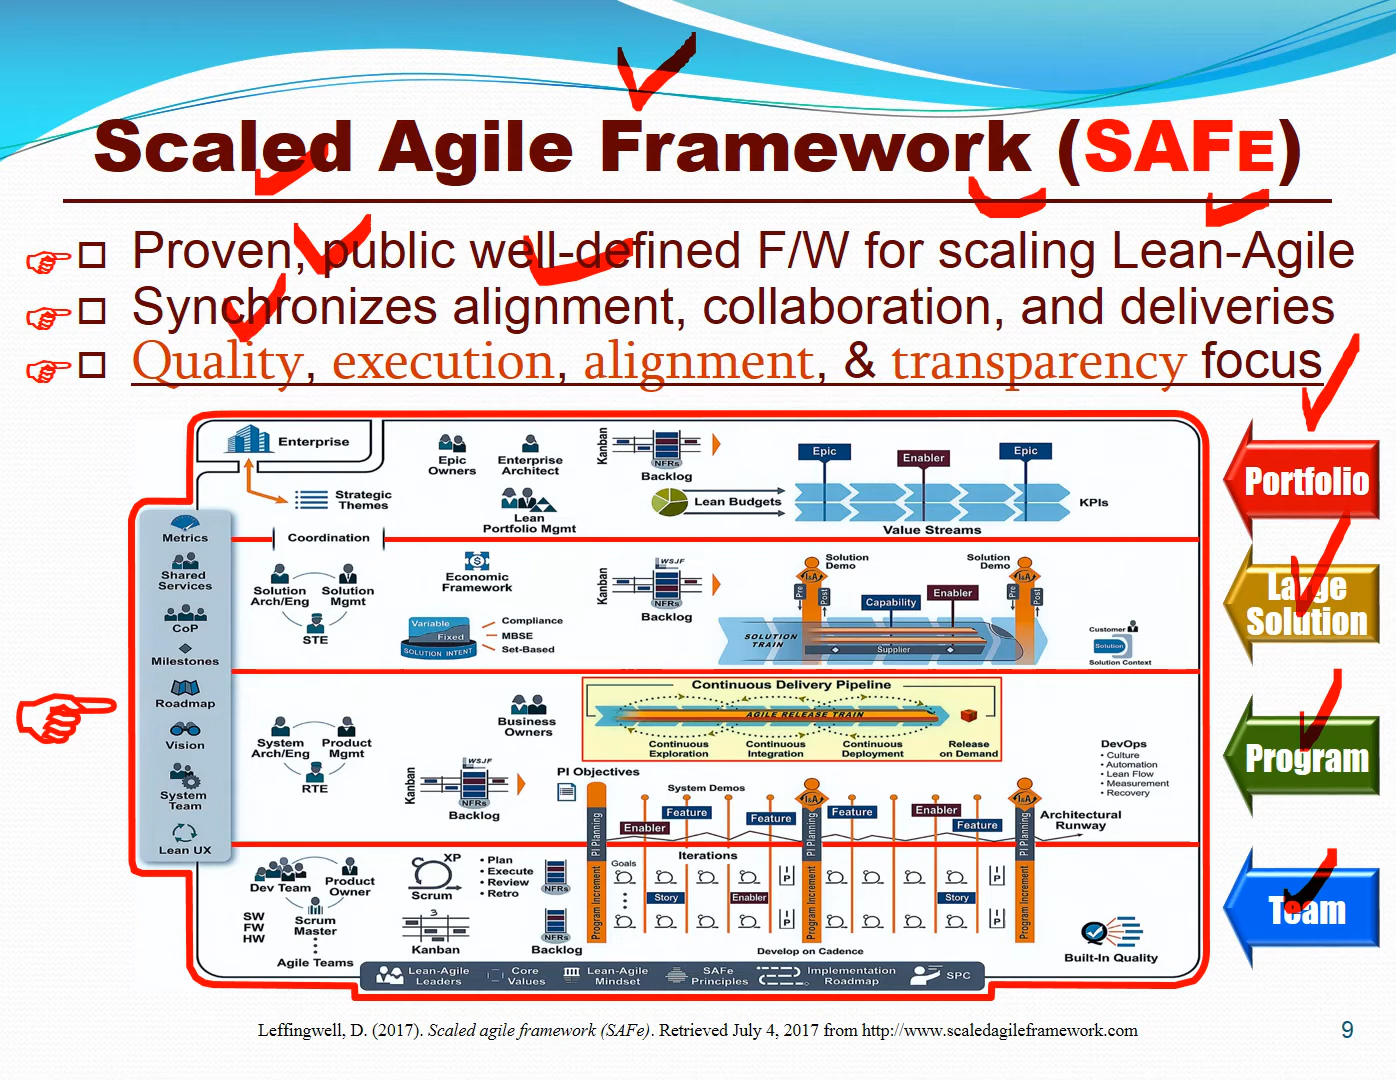 Scaled Agile Framework (SAFE)
Proven, public well-defined F/W for scaling Lean-Agile
Synchronizes alignment, collaboration, and deliveries
Quality, execution, alignment, & transparency focus
Enterprise
Strategic
Themes
Epic
Owners
Enterprise
Architect
Lean
Portfolio Mgmt
Kanban
NFRs
Backlog
Lean Budgets
Epic
Enabler
Epic
Value Streams
KPIs
Portfolio
Metrics
Shared
Services
CoP
Milestones
Roadmap
Vision
System
Team
Lean UX
Coordination
Solution
Arch/Eng
Solution
Mgmt
STE
Economic
Framework
Variable
Fixed
SOLUTION INTENT
Compliance
MBSE
Set-Based
Kanban
WSJF
NFRs
Backlog
Solution
Demo
Solution
Demo
I&A
I&A
Pre
Post
Pre
Post
Capability
Enabler
SOLUTION
TRAIN
Supplier
Customer
Solution
Solution Context
Large
Solution
System
Arch/Eng
Product
Mgmt
RTE
Business
Owners
Kanban
WSJF
NFRs
Backlog
Continuous Delivery Pipeline
AGILE RELEASE TRAIN
Continuous
Exploration
Continuous
Integration
Continuous
Deployment
Release
on Demand
DevOps
• Culture
• Automation
• Lean Flow
• Measurement
• Recovery
PI Objectives
System Demos
I&A
I&A
Enabler
Feature
Feature
Feature
Enabler
Feature
Architectural
Runway
PI Planning
PI Planning
PI Planning
Program
Dev Team
Product
Owner
Scrum
Master
SW
FW
HW
Agile Teams
XP
Scrum
• Plan
• Execute
• Review
• Retro
3
Kanban
NFRs
NFRs
Backlog
Program Increment
Program Increment
Program Increment
Goals
Iterations
Story
Enabler
Story
I P
I P
I P
I P
I P
I P
Develop on Cadence
Built-In Quality
Team
Lean-Agile
Leaders
Core
Values
Lean-Agile
Mindset
SAFe
Principles
Implementation
Roadmap
SPC
Leffingwell, D. (2017). Scaled agile framework (SAFe). Retrieved July 4, 2017 from http://www.scaledagileframework.com
9